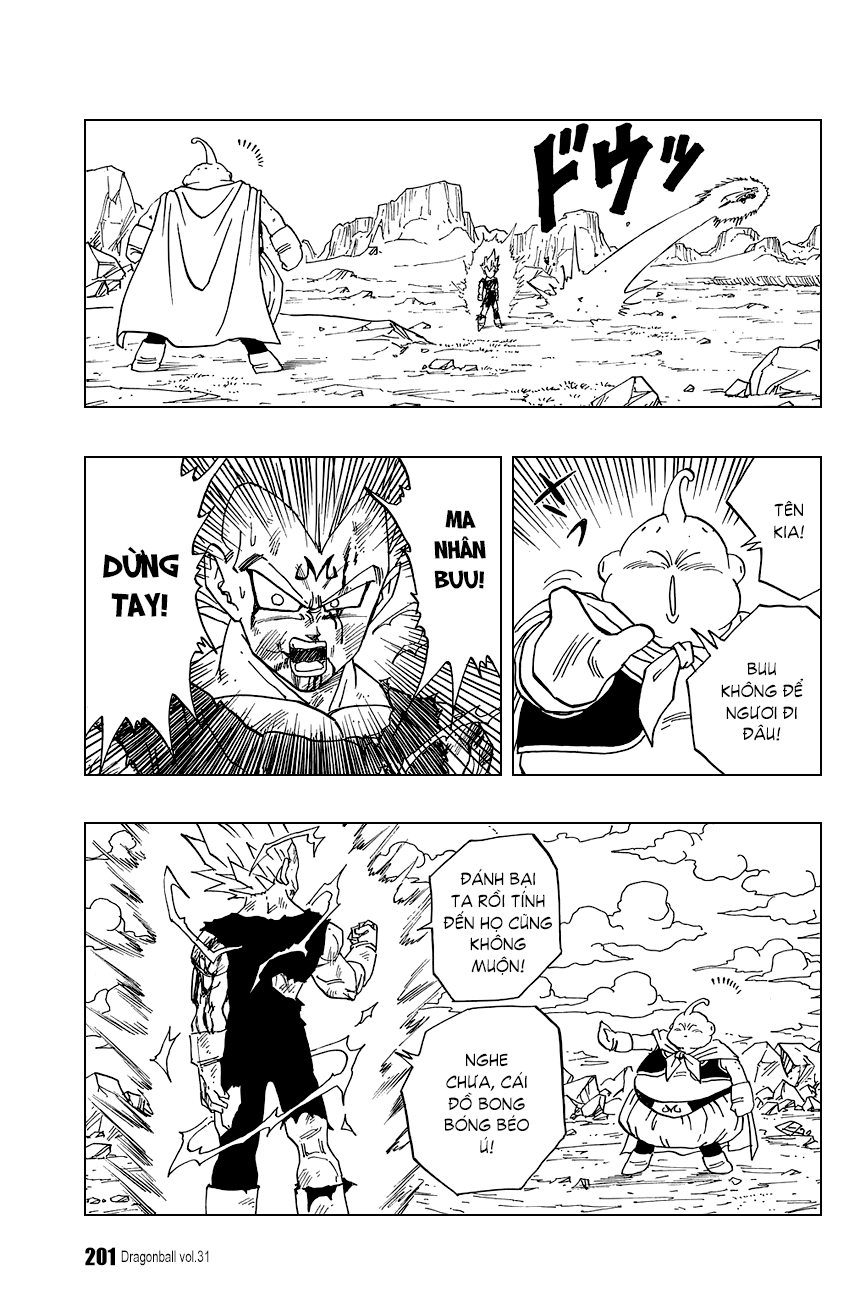 ドウッ
TÊN
KIA!
BUU
KHÔNG ĐỂ
NGƯƠI ĐI
ĐÂU!
MA
NHÂN
BUU!
DỪNG
TAY!
ĐÁNH BẠI
TA RỒI TÍNH
ĐẾN HỌ CŨNG
KHÔNG
MUỘN!
NGHE
CHƯA, CÁI
ĐỒ BONG
BÓNG BÉO
Ú!
201 Dragonball vol.31